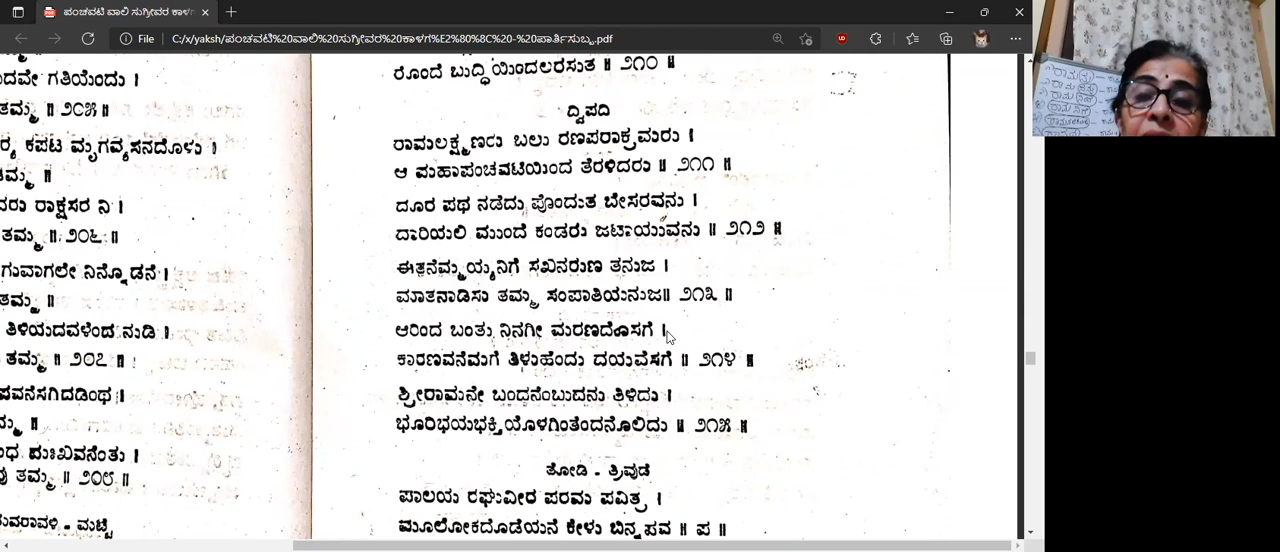 ಪಂಚವಟಿ ವಾಲಿ ಸುಗ್ರೀವರ ಕಾಳಗ
File
C:/x/yaksh/ಪಂಚವಟಿ%20ವಾಲಿ%20ಸುಗ್ರೀವರ%20ಕಾಳಗ%E2%80%8C%20-%20ಪಾರ್ತಿಸುಬ್ಬ.pdf
ದವೇ ಗತಿಯೆಂದು ।
ತಮ್ಮ ॥ ೨೦೫ ॥
ಕಪಟ ಮೃಗವ್ಯಸನದೊಳು ।
ತಮ್ಮ ॥
ದರು ರಾಕ್ಷಸರ ನಿ ।
ತಮ್ಮ ॥ ೨೦೬ ॥
ಗುವಾಗಲೇ ನಿನ್ನೊಡನೆ ।
ತಮ್ಮ ॥
ತಿಳಿಯದವಳೆಂದ ನುಡಿ ।
ತಮ್ಮ ॥ ೨೦೭ ॥
ಪವನೆಸಗಿದಡಿಂಥ ।
ಮ್ಮ ॥
ಧ ದುಃಖವನೆಂತು ।
ವು ತಮ್ಮ ॥ ೨೦೮ ॥
ವರಾವಳಿ - ಮಟ್ಟೆ
ರೊಂದೆ ಬುದ್ಧಿಯಿಂದಲರಸುತ ॥ ೨೧೦ ॥
ದ್ವಿಪದಿ
ರಾಮಲಕ್ಷ್ಮಣರು ಬಲು ರಣಪರಾಕ್ರಮರು ।
ಆ ಮಹಾಪಂಚವಟಿಯಿಂದ ತೆರಳಿದರು ॥ ೨೧೧ ॥
ದೂರ ಪಥ ನಡೆದು ಪೊಂದುತ ಬೇಸರವನು ।
ದಾರಿಯಲಿ ಮುಂದೆ ಕಂಡರು ಜಟಾಯುವನು ॥ ೨೧೨ ॥
ಈತನೆಮ್ಮಯ್ಯನಿಗೆ ಸಖನರುಣ ತನುಜ ।
ಮಾತನಾಡಿಸು ತಮ್ಮ ಸಂಪಾತಿಯನುಜ॥ ೨೧೩ ॥
ಆರಿಂದ ಬಂತು ನಿನಗೀ ಮರಣದೊಸಗೆ ।
ಕಾರಣವನೆಮಗೆ ತಿಳುಹೆಂದು ದಯವೆಸಗೆ ॥ ೨೧೪ ॥
ಶ್ರೀರಾಮನೇ ಬಂದನೆಂಬುದನು ತಿಳಿದು ।
ಭೂರಿಭಯಭಕ್ತಿಯೊಳಗಿಂತೆಂದನೊಲಿದು ॥ ೨೧೫ ॥
ತೋಡಿ - ತ್ರಿವುಡೆ
ಪಾಲಯ ರಘುವೀರ ಪರಮ ಪವಿತ್ರ ।
ಮೂಲೋಕದೊಡೆಯನೆ ಕೇಳು ಬಿನ್ನಪವ ॥ ಪ ॥